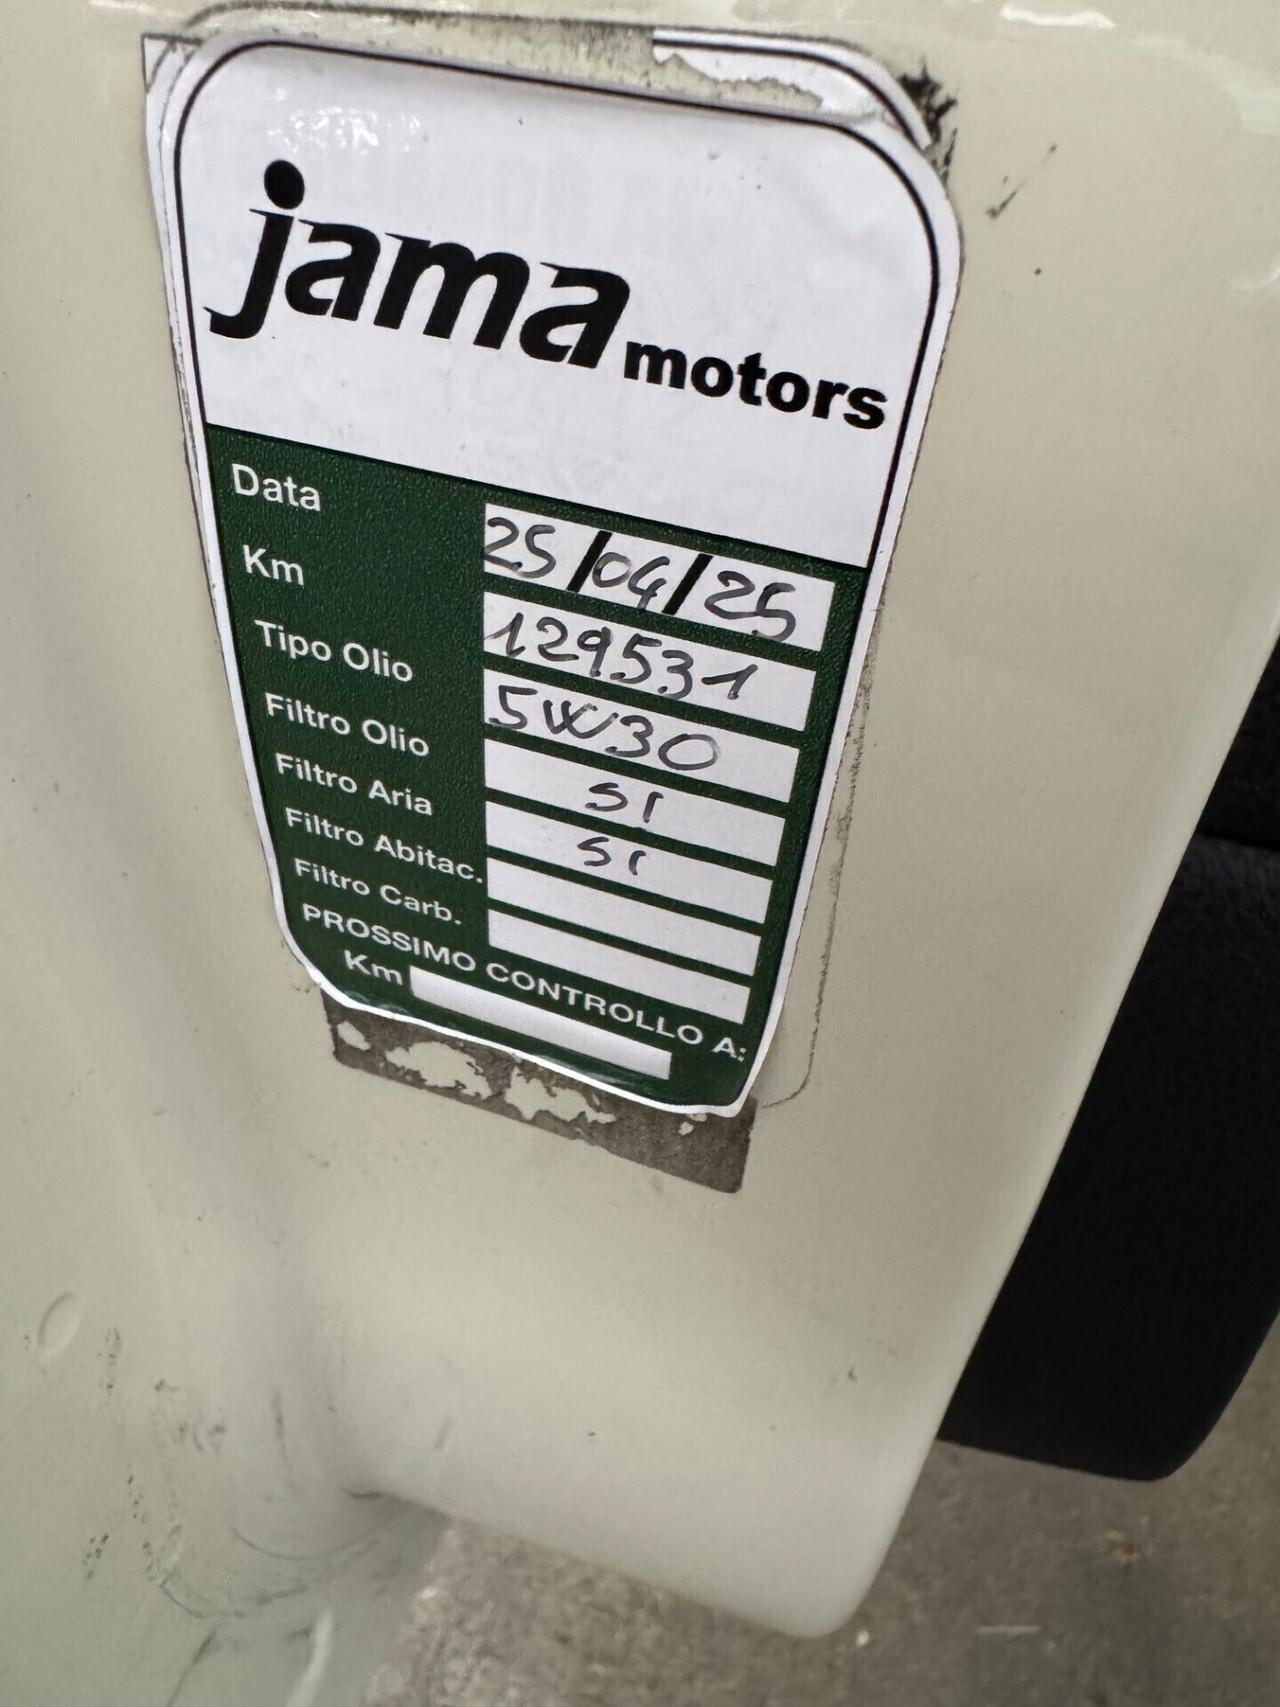 jama motors
Data 25/04/25
Km 129531
Tipo Olio 5W30
Filtro Olio SI
Filtro Aria SI
Filtro Abitac.
Filtro Carb.
PROSSIMO CONTROLLO A:
Km